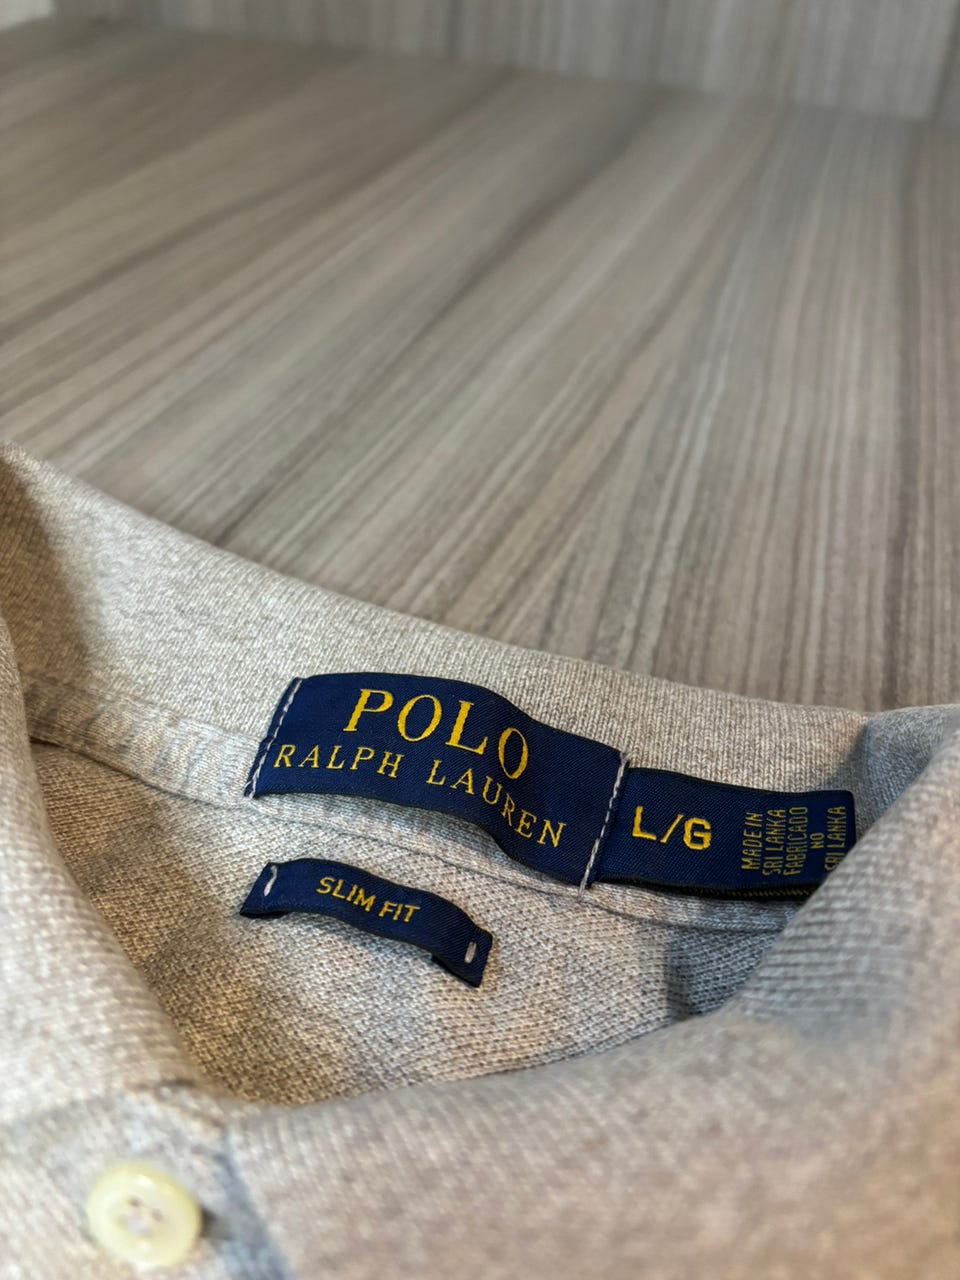 POLO
RALPH LAUREN
L/G
MADE IN
SRI LANKA
FABRICADO
NO
SRI LANKA
SLIM FIT